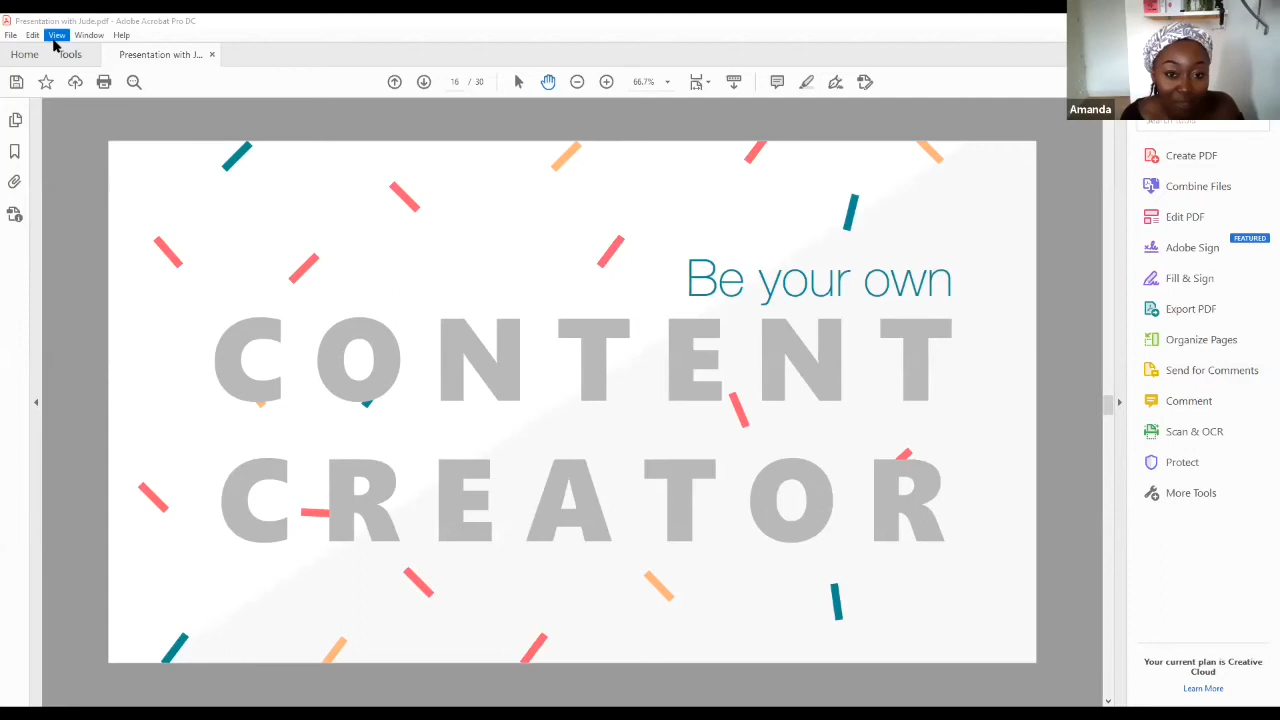 Presentation with Jude.pdf - Adobe Acrobat Pro DC
File Edit View Window Help
Home Tools Presentation with J... ×
16 / 30 66.7%
Amanda
Search Tools
Create PDF
Combine Files
Edit PDF
FEATURED
Adobe Sign
Fill & Sign
Export PDF
Organize Pages
Send for Comments
Comment
Scan & OCR
Protect
More Tools
Be your own
CONTENT
CREATOR
Your current plan is Creative
Cloud
Learn More